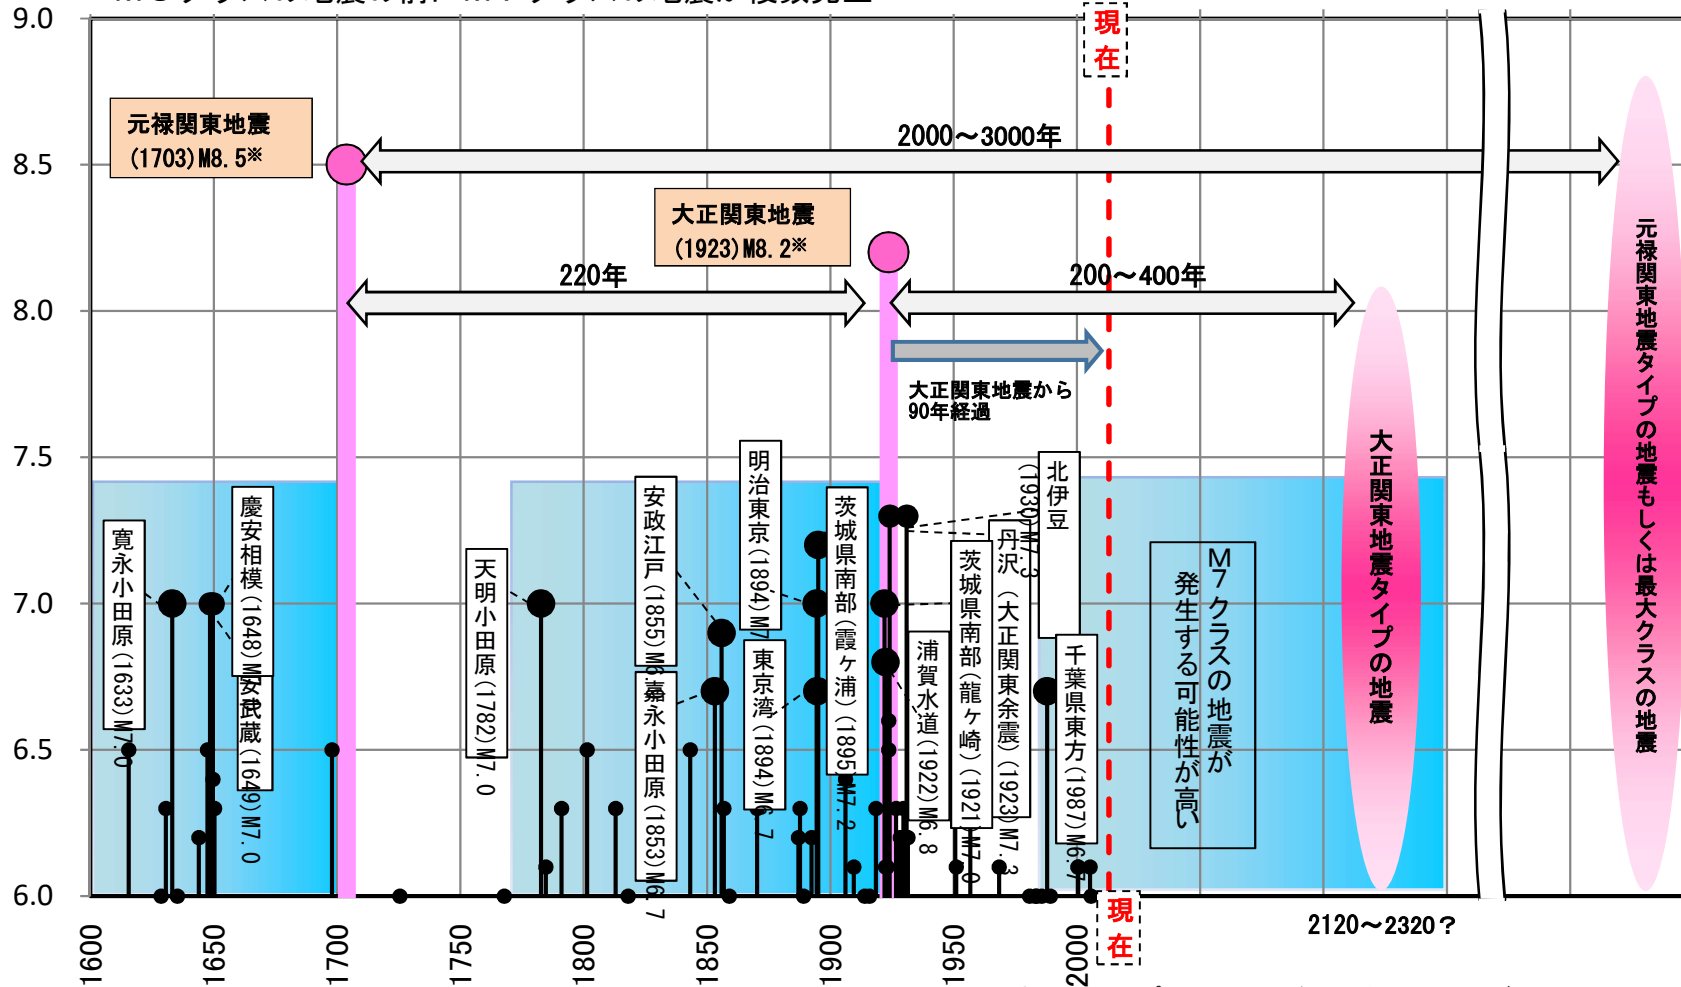 9.0
8.5
8.0
7.5
7.0
6.5
6.0
現在
元禄関東地震
(1703)M8.5※
2000～3000年
大正関東地震
(1923)M8.2※
220年
200～400年
大正関東地震から
90年経過
寛永小田原(1633)M7.0
慶安相模(1648)M7
安武蔵(1649)M7.0
天明小田原(1782)M7.0
安政江戸(1855)M6.
嘉永小田原(1853)M6.7
明治東京(1894)M7
東京湾(1894)M6.7
茨城県南部(霞ヶ浦)(1895)M7.2
浦賀水道(1922)M6.8
茨城県南部(龍ヶ崎)(1921)M7.0
丹沢(大正関東余震)(1923)M7.3
北伊豆
(1930)M7.3
千葉県東方(1987)M6.7
M7クラスの地震が
発生する可能性が高い
大正関東地震タイプの地震
元禄関東地震タイプの地震もしくは最大クラスの地震
現在
2120～2320？
1600
1650
1700
1750
1800
1850
1900
1950
2000